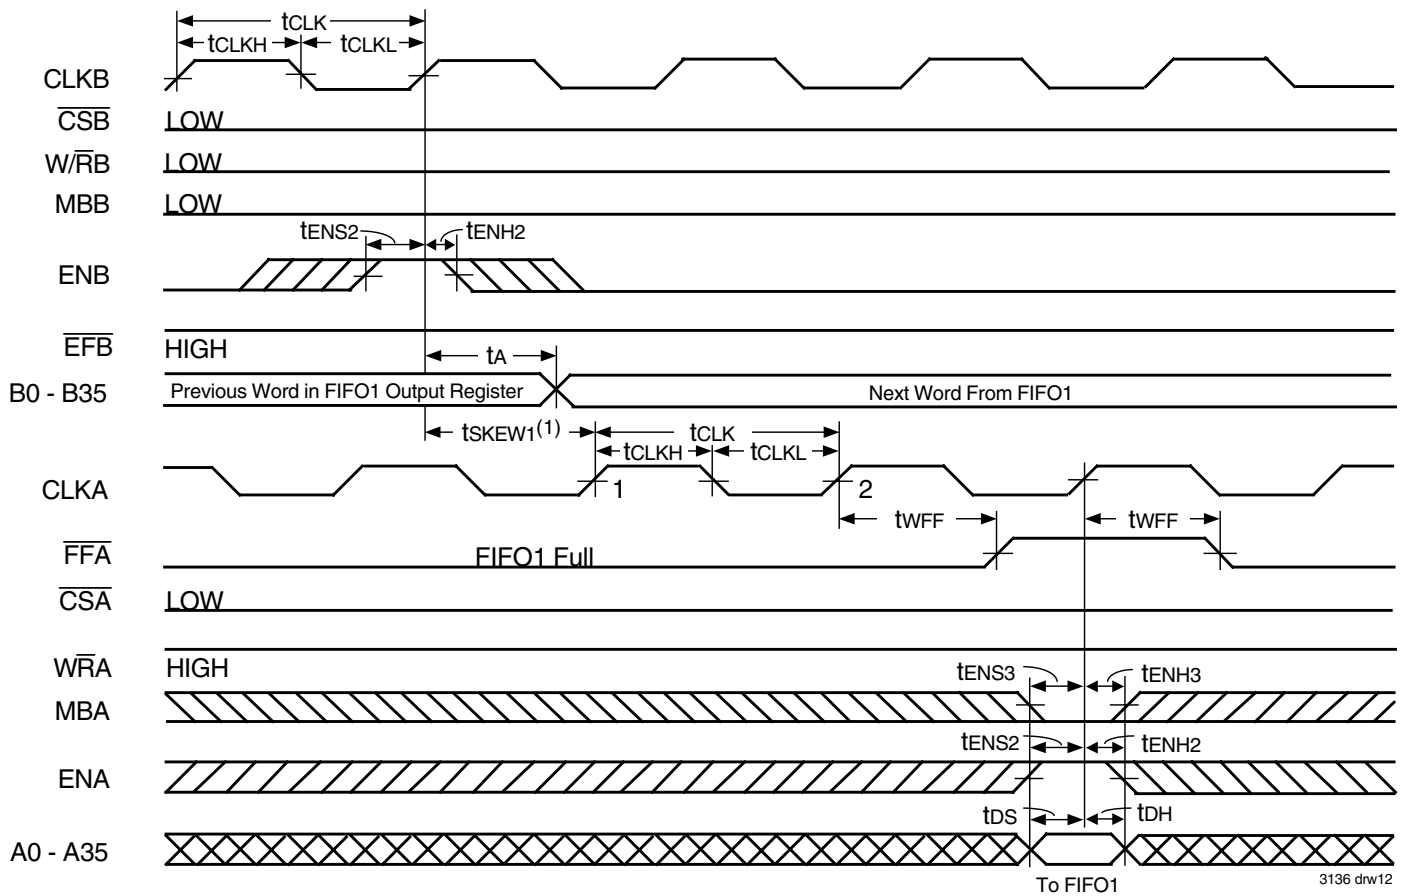 tCLK
tCLKH tCLKL
CLKB
CSB LOW
W/RB LOW
MBB LOW
tENS2 tENH2
ENB
EFB HIGH
tA
B0 - B35 Previous Word in FIFO1 Output Register Next Word From FIFO1
tSKEW1(1) tCLK
tCLKH tCLKL
CLKA 1 2
tWFF tWFF
FFA FIFO1 Full
CSA LOW
WRA HIGH
tENS3 tENH3
MBA
tENS2 tENH2
ENA
tDS tDH
A0 - A35
To FIFO1
3136 drw12